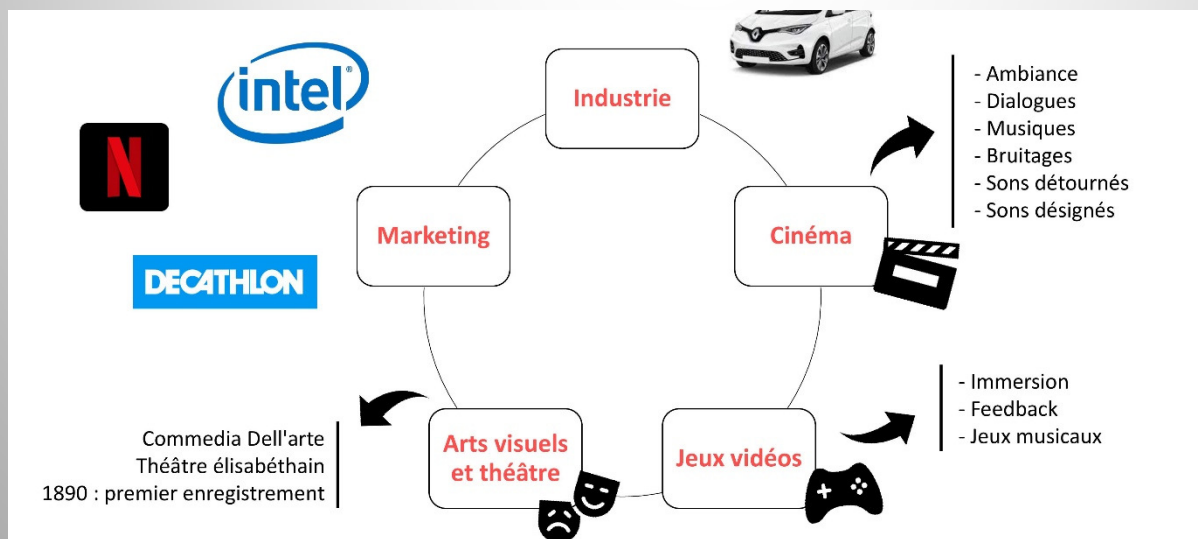 intel
Industrie
- Ambiance
- Dialogues
- Musiques
- Bruitages
- Sons détournés
- Sons désignés
N
Marketing
Cinéma
DECATHLON
- Immersion
- Feedback
- Jeux musicaux
Commedia Dell'arte
Théâtre élisabéthain
1890 : premier enregistrement
Arts visuels
et théâtre
Jeux vidéos